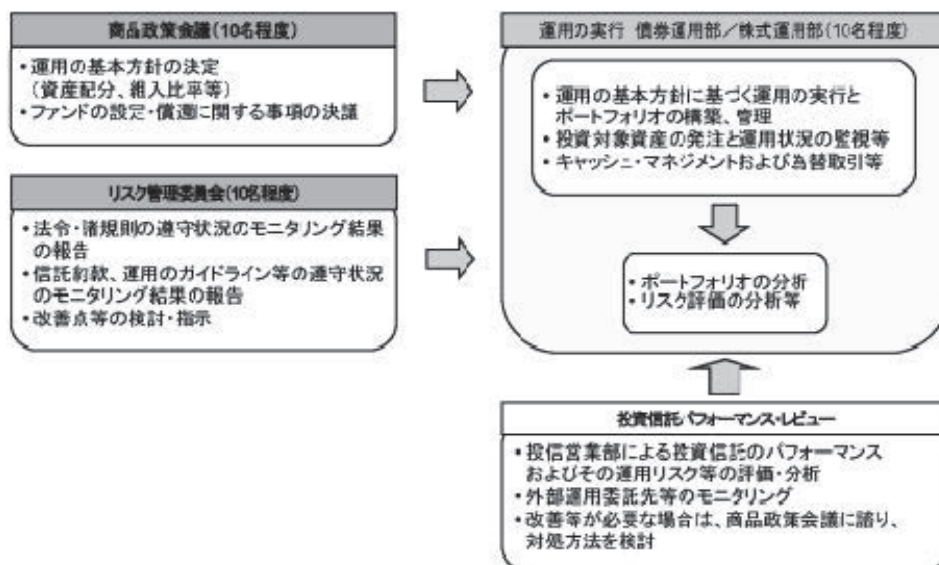 商品政策会議(10名程度)
・運用の基本方針の決定
(資産配分、組入比率等)
・ファンドの設定・償還に関する事項の決議
リスク管理委員会(10名程度)
・法令・諸規則の遵守状況のモニタリング結果
の報告
・信託約款、運用のガイドライン等の遵守状況
のモニタリング結果の報告
・改善点等の検討・指示
運用の実行 債券運用部/株式運用部(10名程度)
・運用の基本方針に基づく運用の実行と
ポートフォリオの構築、管理
・投資対象資産の発注と運用状況の監視等
・キャッシュ・マネジメントおよび為替取引等
・ポートフォリオの分析
・リスク評価の分析等
投資信託パフォーマンス・レビュー
・投信営業部による投資信託のパフォーマンス
およびその運用リスク等の評価・分析
・外部運用委託先等のモニタリング
・改善等が必要な場合は、商品政策会議に諮り、
対処方法を検討